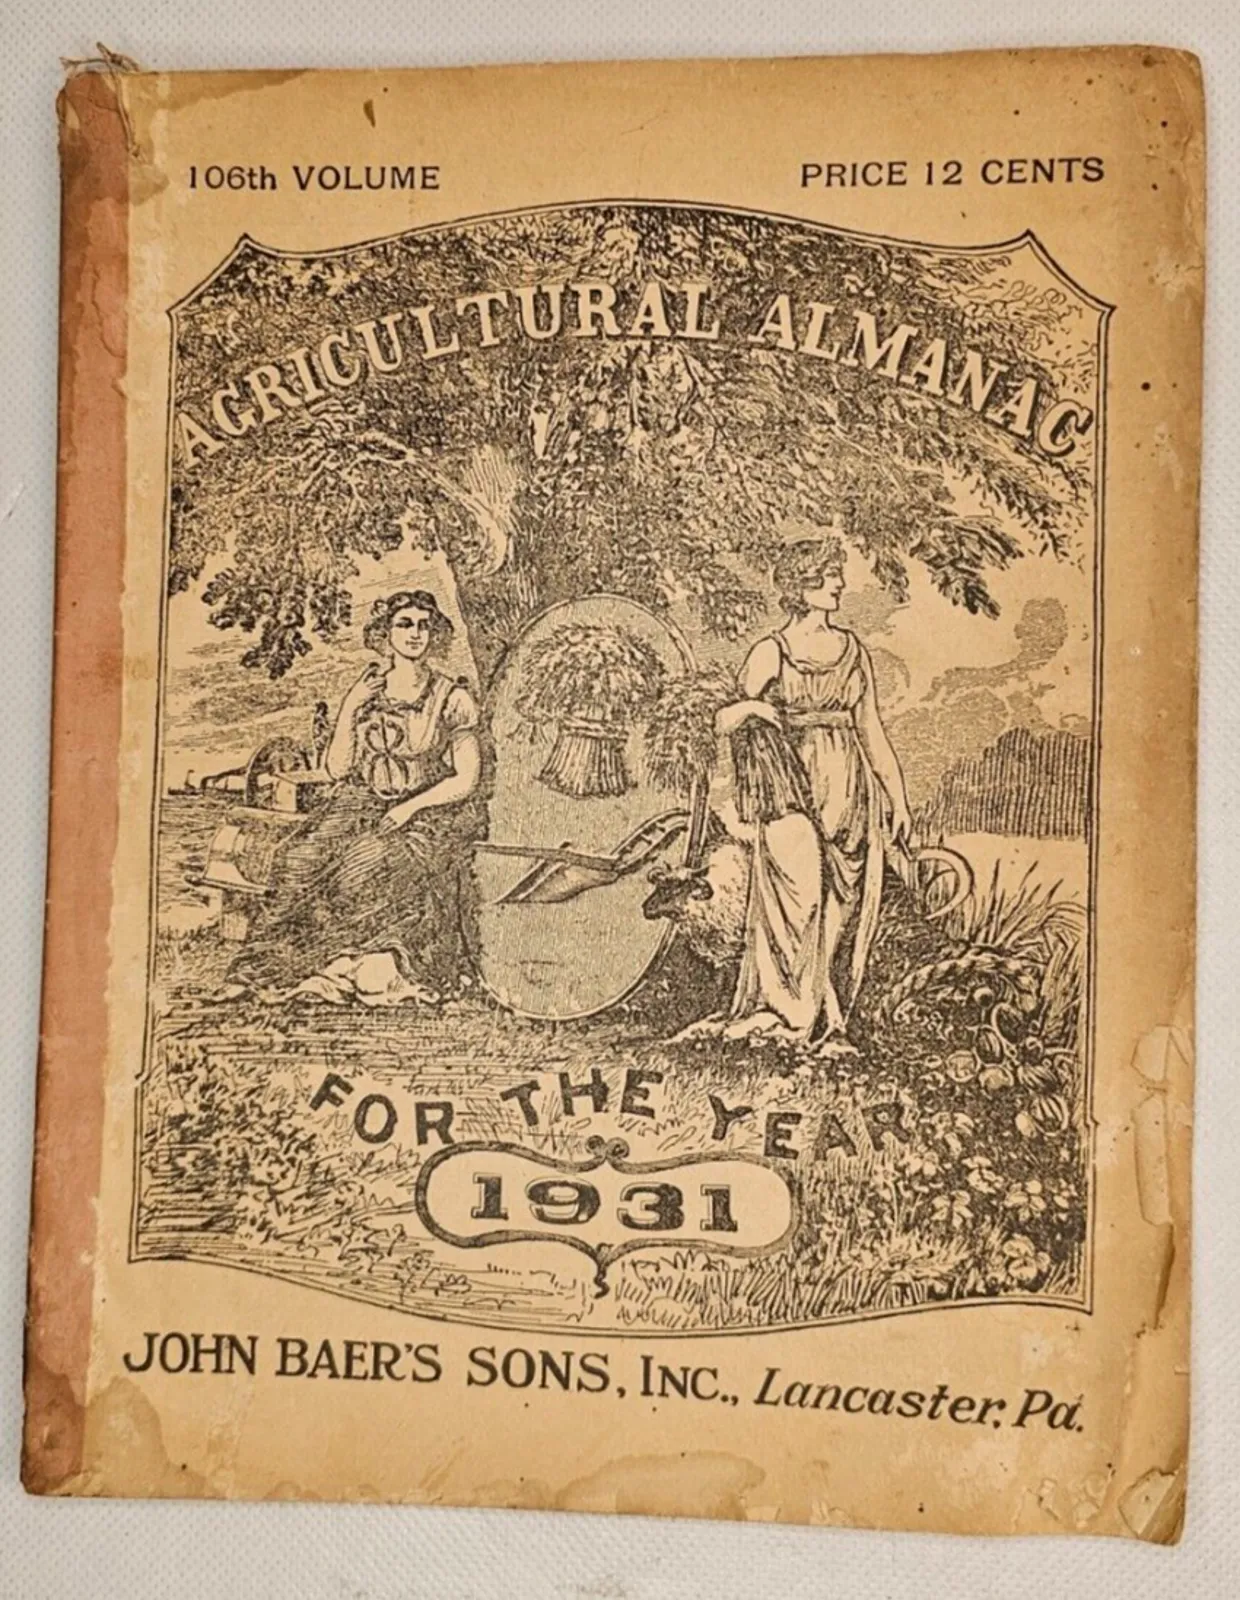 106th VOLUME
PRICE 12 CENTS
AGRICULTURAL ALMANAC
FOR THE YEAR
1931
JOHN BAER'S SONS, INC., Lancaster, Pa.